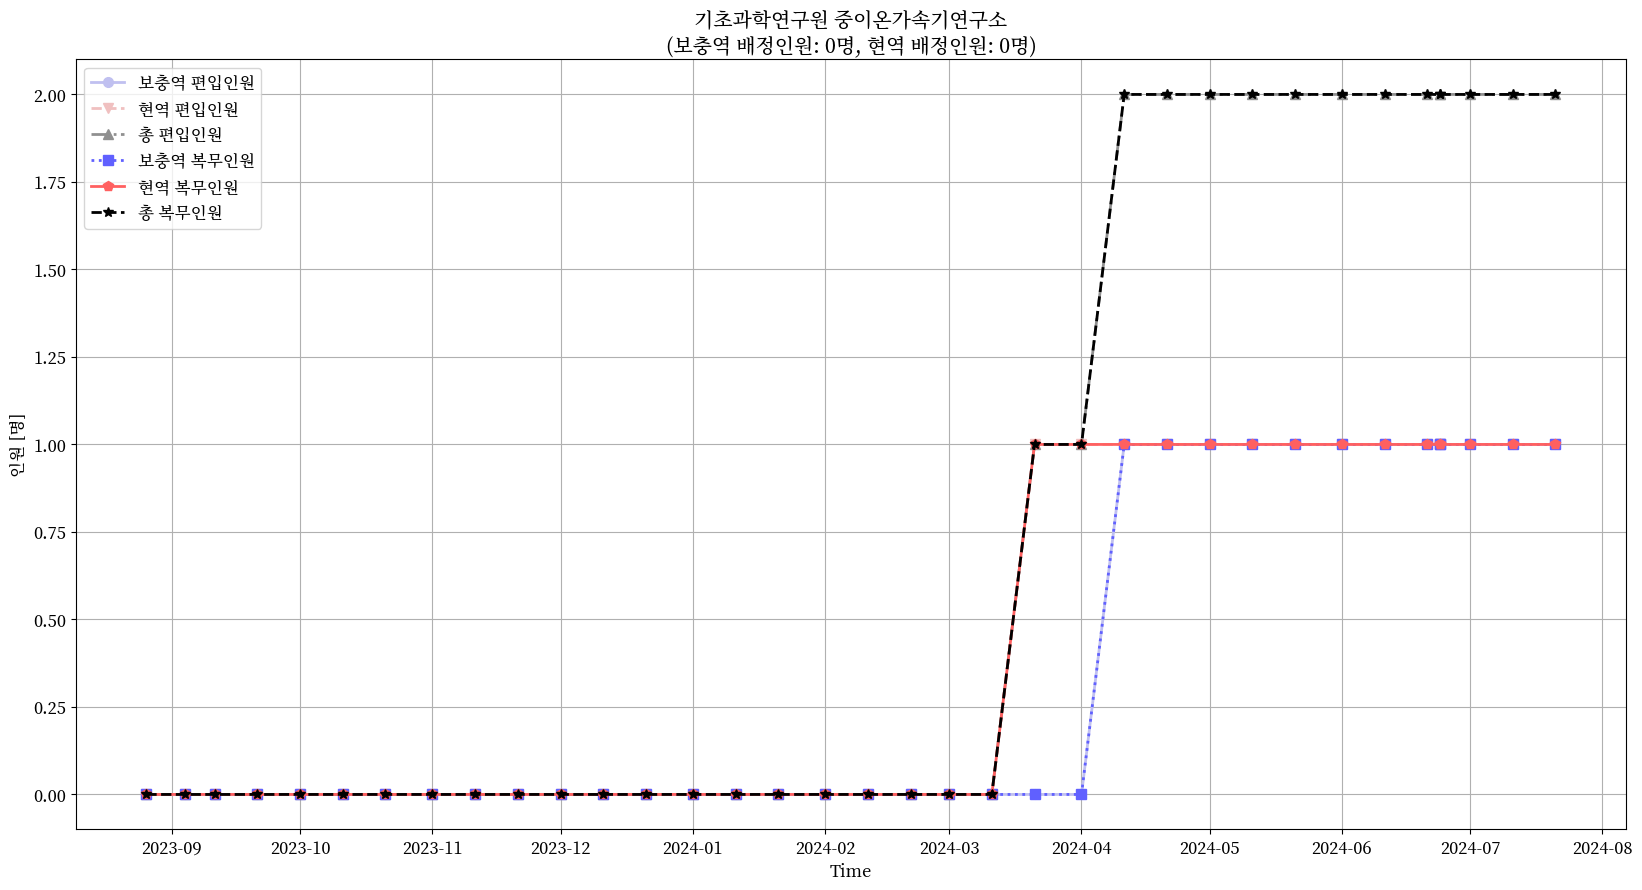 기초과학연구원 중이온가속기연구소
(보충역 배정인원: 0명, 현역 배정인원: 0명)
보충역 편입인원
현역 편입인원
총 편입인원
보충역 복무인원
현역 복무인원
총 복무인원
2.00
1.75
1.50
1.25
1.00
0.75
0.50
0.25
0.00
인원 [명]
2023-09 2023-10 2023-11 2023-12 2024-01 2024-02 2024-03 2024-04 2024-05 2024-06 2024-07 2024-08
Time